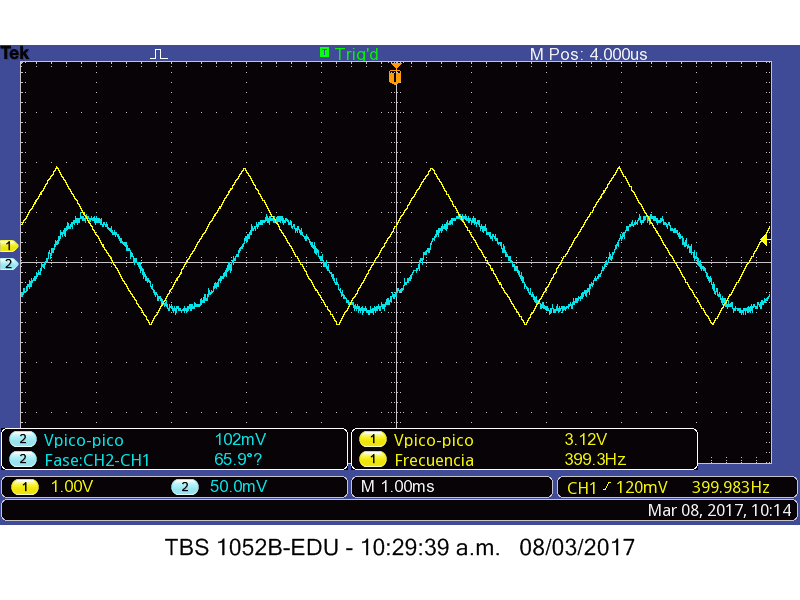 Tek T Trig'd M Pos: 4.000us
T
1
2
2 Vpico-pico 102mV 1 Vpico-pico 3.12V
2 Fase:CH2-CH1 65.9°? 1 Frecuencia 399.3Hz
1 1.00V 2 50.0mV M 1.00ms CH1 120mV 399.983Hz
Mar 08, 2017, 10:14
TBS 1052B-EDU - 10:29:39 a.m. 08/03/2017